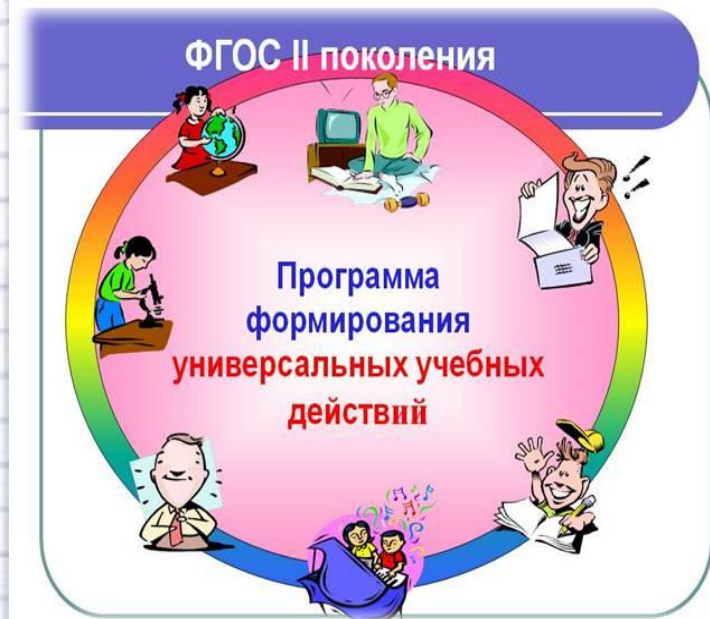 ФГОС II поколения
Программа
формирования
универсальных учебных
действий